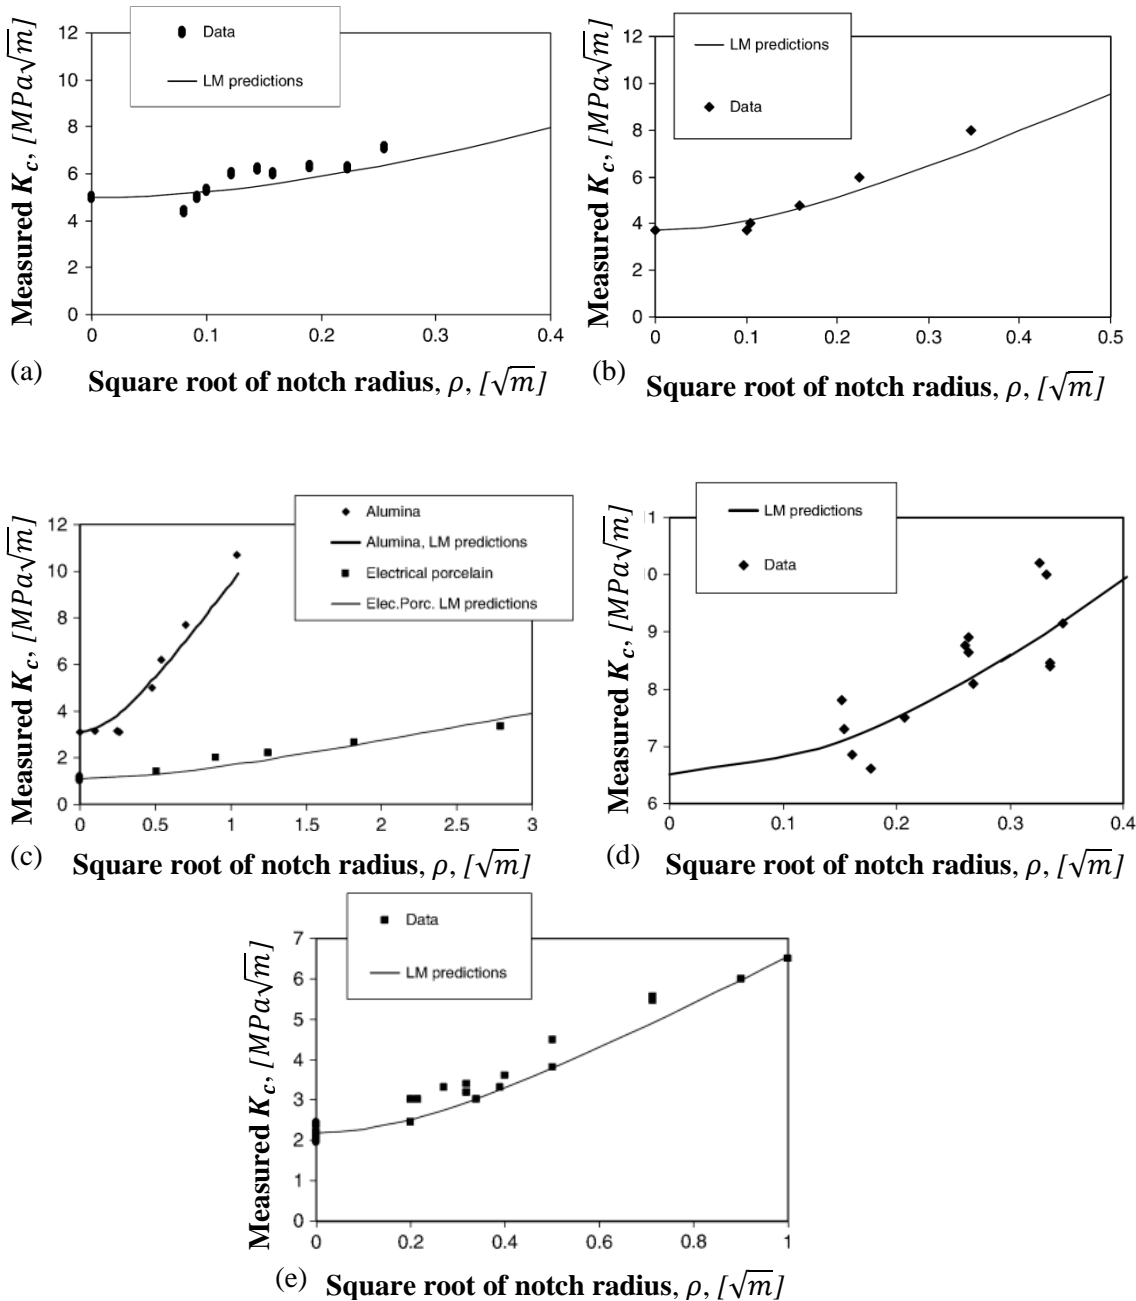 Data
LM predictions
Measured K_c, [MPa√m]
12
10
8
6
4
2
0
0 0.1 0.2 0.3 0.4
(a) Square root of notch radius, ρ, [√m]
LM predictions
Data
Measured K_c, [MPa√m]
12
10
8
6
4
2
0
0 0.1 0.2 0.3 0.4 0.5
(b) Square root of notch radius, ρ, [√m]
Alumina
Alumina, LM predictions
Electrical porcelain
Elec.Porc. LM predictions
Measured K_c, [MPa√m]
12
10
8
6
4
2
0
0 0.5 1 1.5 2 2.5 3
(c) Square root of notch radius, ρ, [√m]
LM predictions
Data
Measured K_c, [MPa√m]
11
10
9
8
7
6
0 0.1 0.2 0.3 0.4
(d) Square root of notch radius, ρ, [√m]
Data
LM predictions
Measured K_c, [MPa√m]
7
6
5
4
3
2
1
0
0 0.2 0.4 0.6 0.8 1
(e) Square root of notch radius, ρ, [√m]